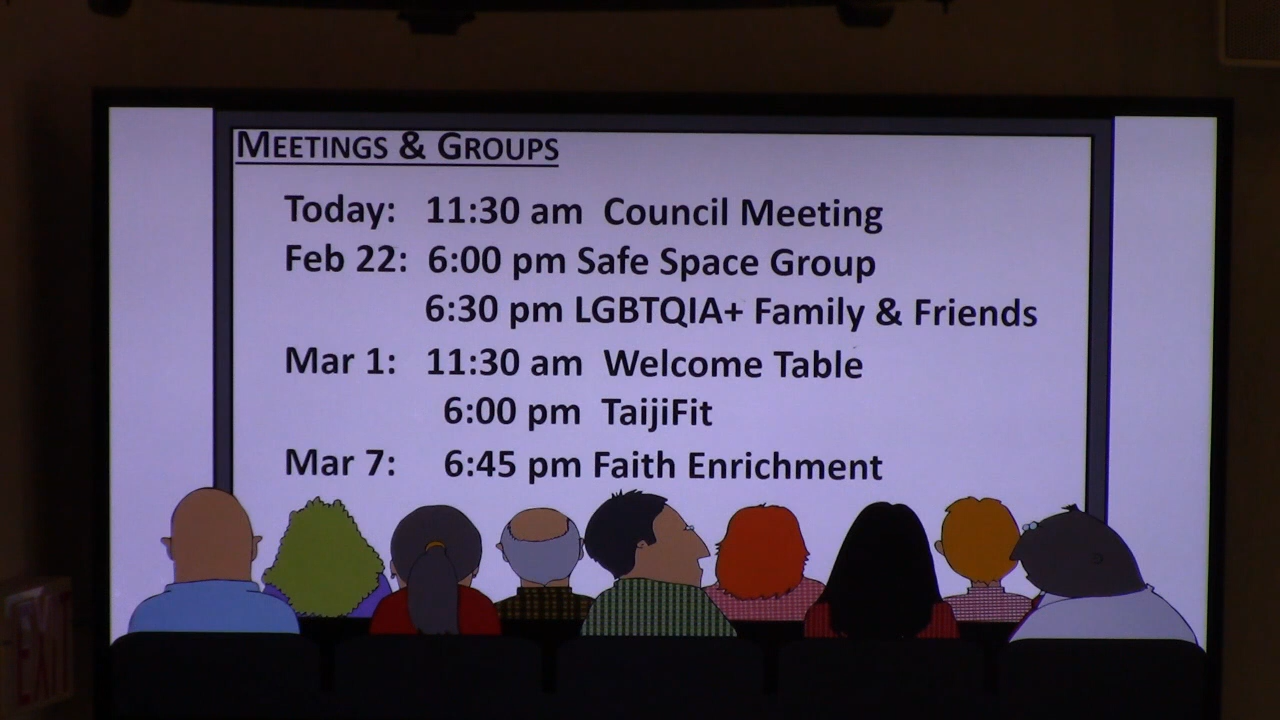 MEETINGS & GROUPS
Today: 11:30 am Council Meeting
Feb 22: 6:00 pm Safe Space Group
6:30 pm LGBTQIA+ Family & Friends
Mar 1: 11:30 am Welcome Table
6:00 pm TaijiFit
Mar 7: 6:45 pm Faith Enrichment
EXIT